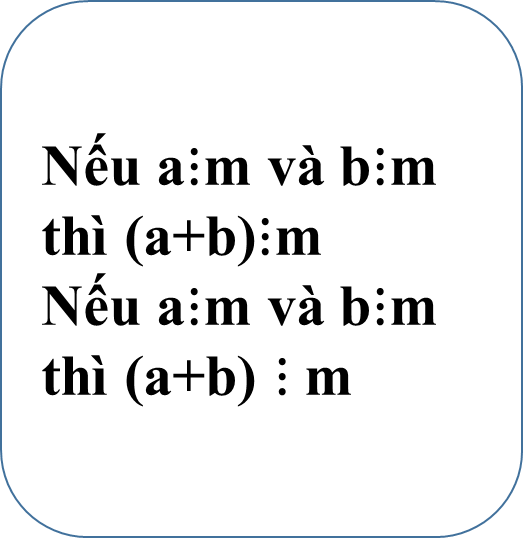 Nếu a⋮m và b⋮m
thì (a+b)⋮m
Nếu a⋮m và b⋮m
thì (a+b) ⋮ m